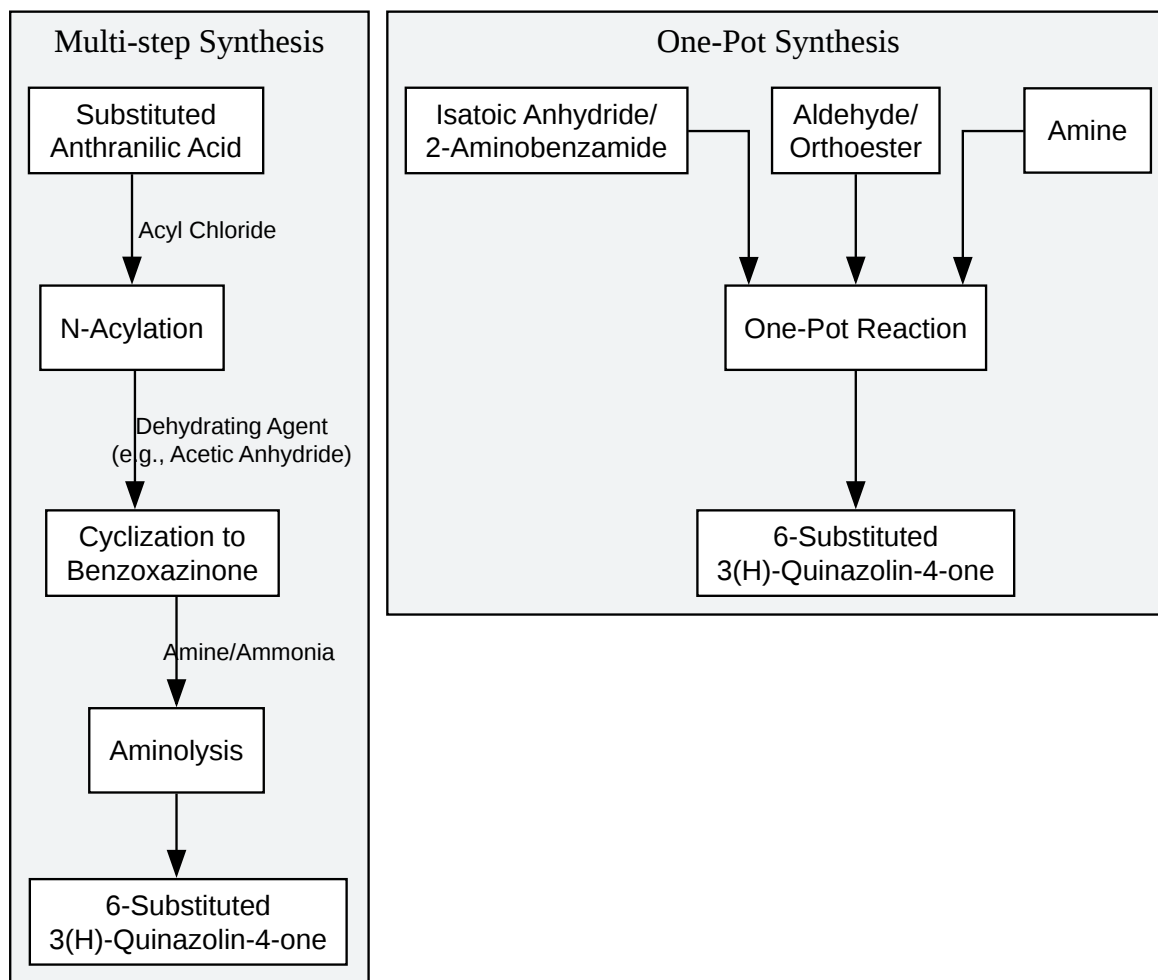 Multi-step Synthesis
Substituted
Anthranilic Acid
Acyl Chloride
N-Acylation
Dehydrating Agent
(e.g., Acetic Anhydride)
Cyclization to
Benzoxazinone
Amine/Ammonia
Aminolysis
6-Substituted
3(H)-Quinazolin-4-one
One-Pot Synthesis
Isatoic Anhydride/
2-Aminobenzamide
Aldehyde/
Orthoester
Amine
One-Pot Reaction
6-Substituted
3(H)-Quinazolin-4-one